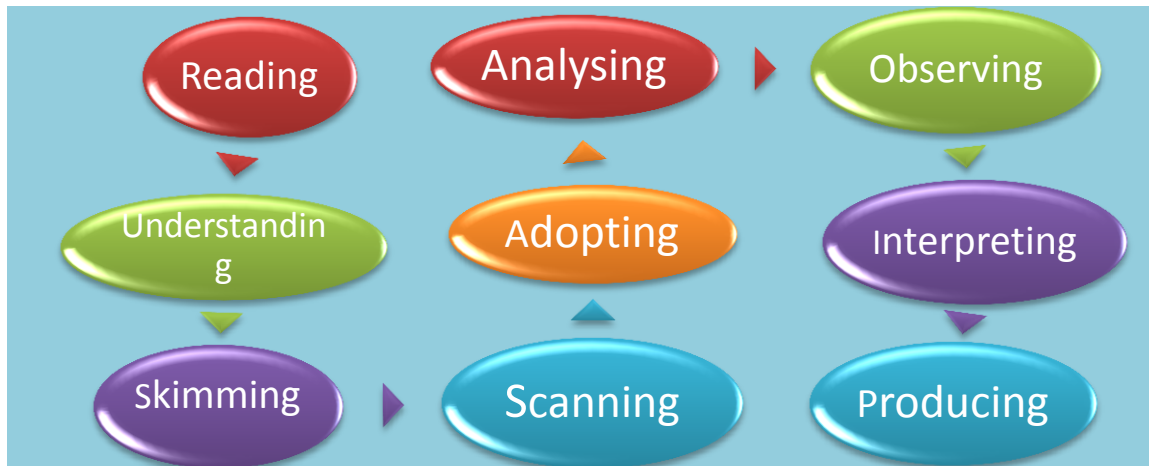 Reading
Understandin
g
Skimming
Scanning
Adopting
Analysing
Observing
Interpreting
Producing